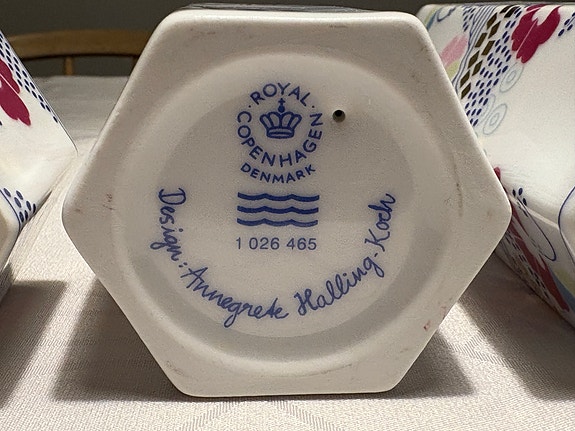 ROYAL
COPENHAGEN
DENMARK
1 026 465
Design: Annegrete Halling-Koch